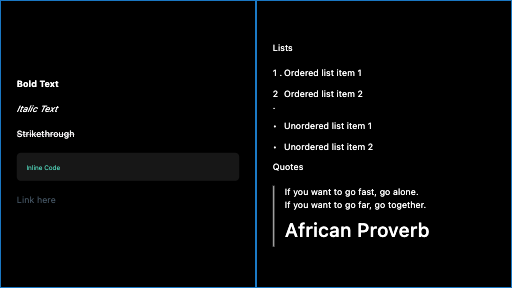 Bold Text
Italic Text
Strikethrough
Inline Code
Link here
Lists
1 . Ordered list item 1
2 Ordered list item 2
.
• Unordered list item 1
• Unordered list item 2
Quotes
If you want to go fast, go alone.
If you want to go far, go together.
African Proverb